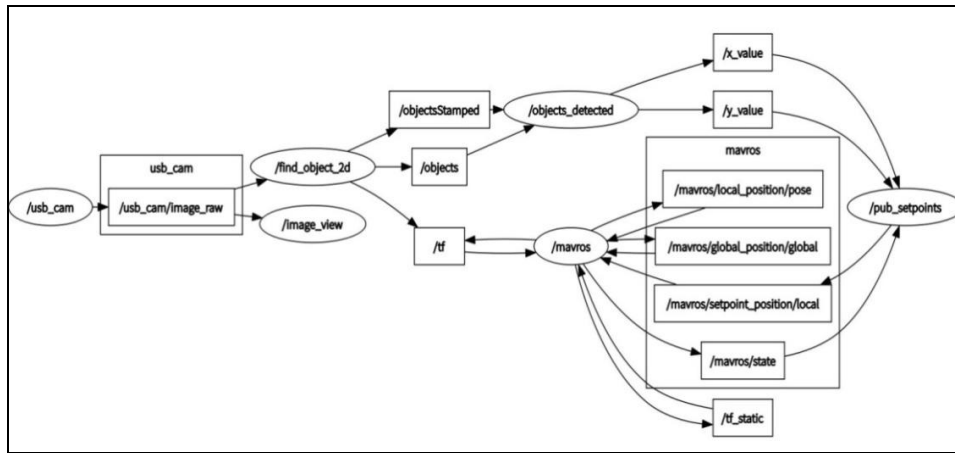 /x_value
/objectsStamped
/objects_detected
/y_value
usb_cam
/find_object_2d
/objects
mavros
/usb_cam
/usb_cam/image_raw
/image_view
/mavros/local_position/pose
/pub_setpoints
/tf
/mavros
/mavros/global_position/global
/mavros/setpoint_position/local
/mavros/state
/tf_static